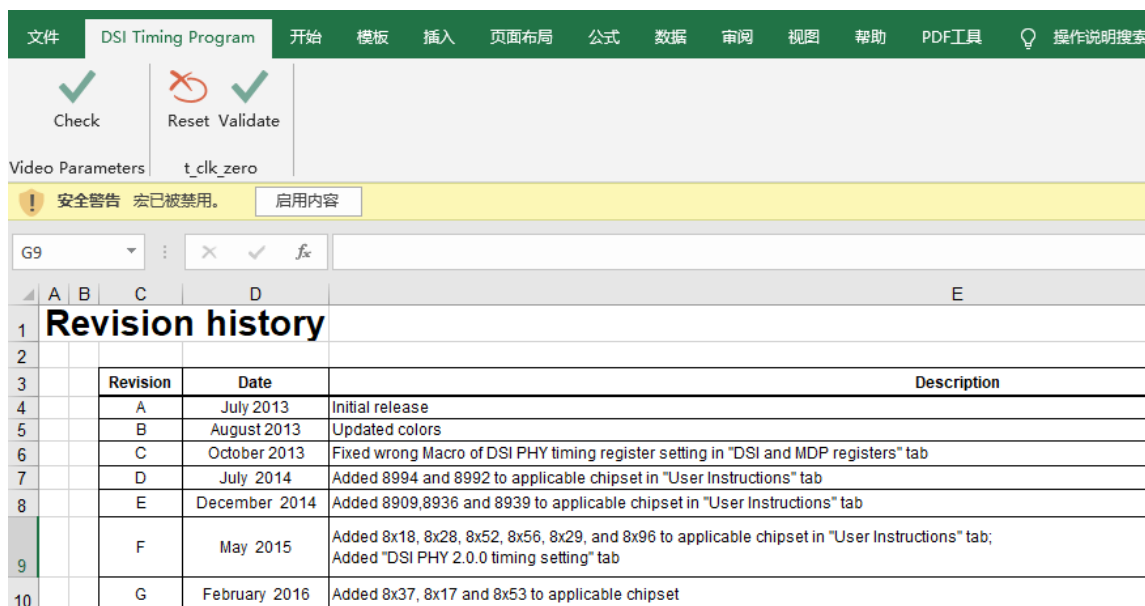 文件 DSI Timing Program 开始 模板 插入 页面布局 公式 数据 审阅 视图 帮助 PDF工具 操作说明搜索
Check Reset Validate
Video Parameters t_clk_zero
安全警告 宏已被禁用。 启用内容
G9 fx
A B C D E
1 Revision history
2
3 Revision Date Description
4 A July 2013 Initial release
5 B August 2013 Updated colors
6 C October 2013 Fixed wrong Macro of DSI PHY timing register setting in "DSI and MDP registers" tab
7 D July 2014 Added 8994 and 8992 to applicable chipset in "User Instructions" tab
8 E December 2014 Added 8909,8936 and 8939 to applicable chipset in "User Instructions" tab
9 F May 2015 Added 8x18, 8x28, 8x52, 8x56, 8x29, and 8x96 to applicable chipset in "User Instructions" tab;
Added "DSI PHY 2.0.0 timing setting" tab
10 G February 2016 Added 8x37, 8x17 and 8x53 to applicable chipset